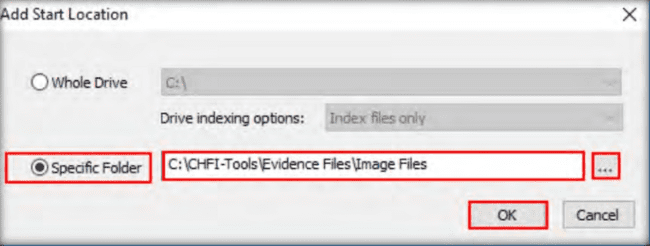 Add Start Location
Whole Drive
C:\
Drive indexing options:
Index files only
Specific Folder
C:\CHFI-Tools\Evidence Files\Image Files
...
OK
Cancel